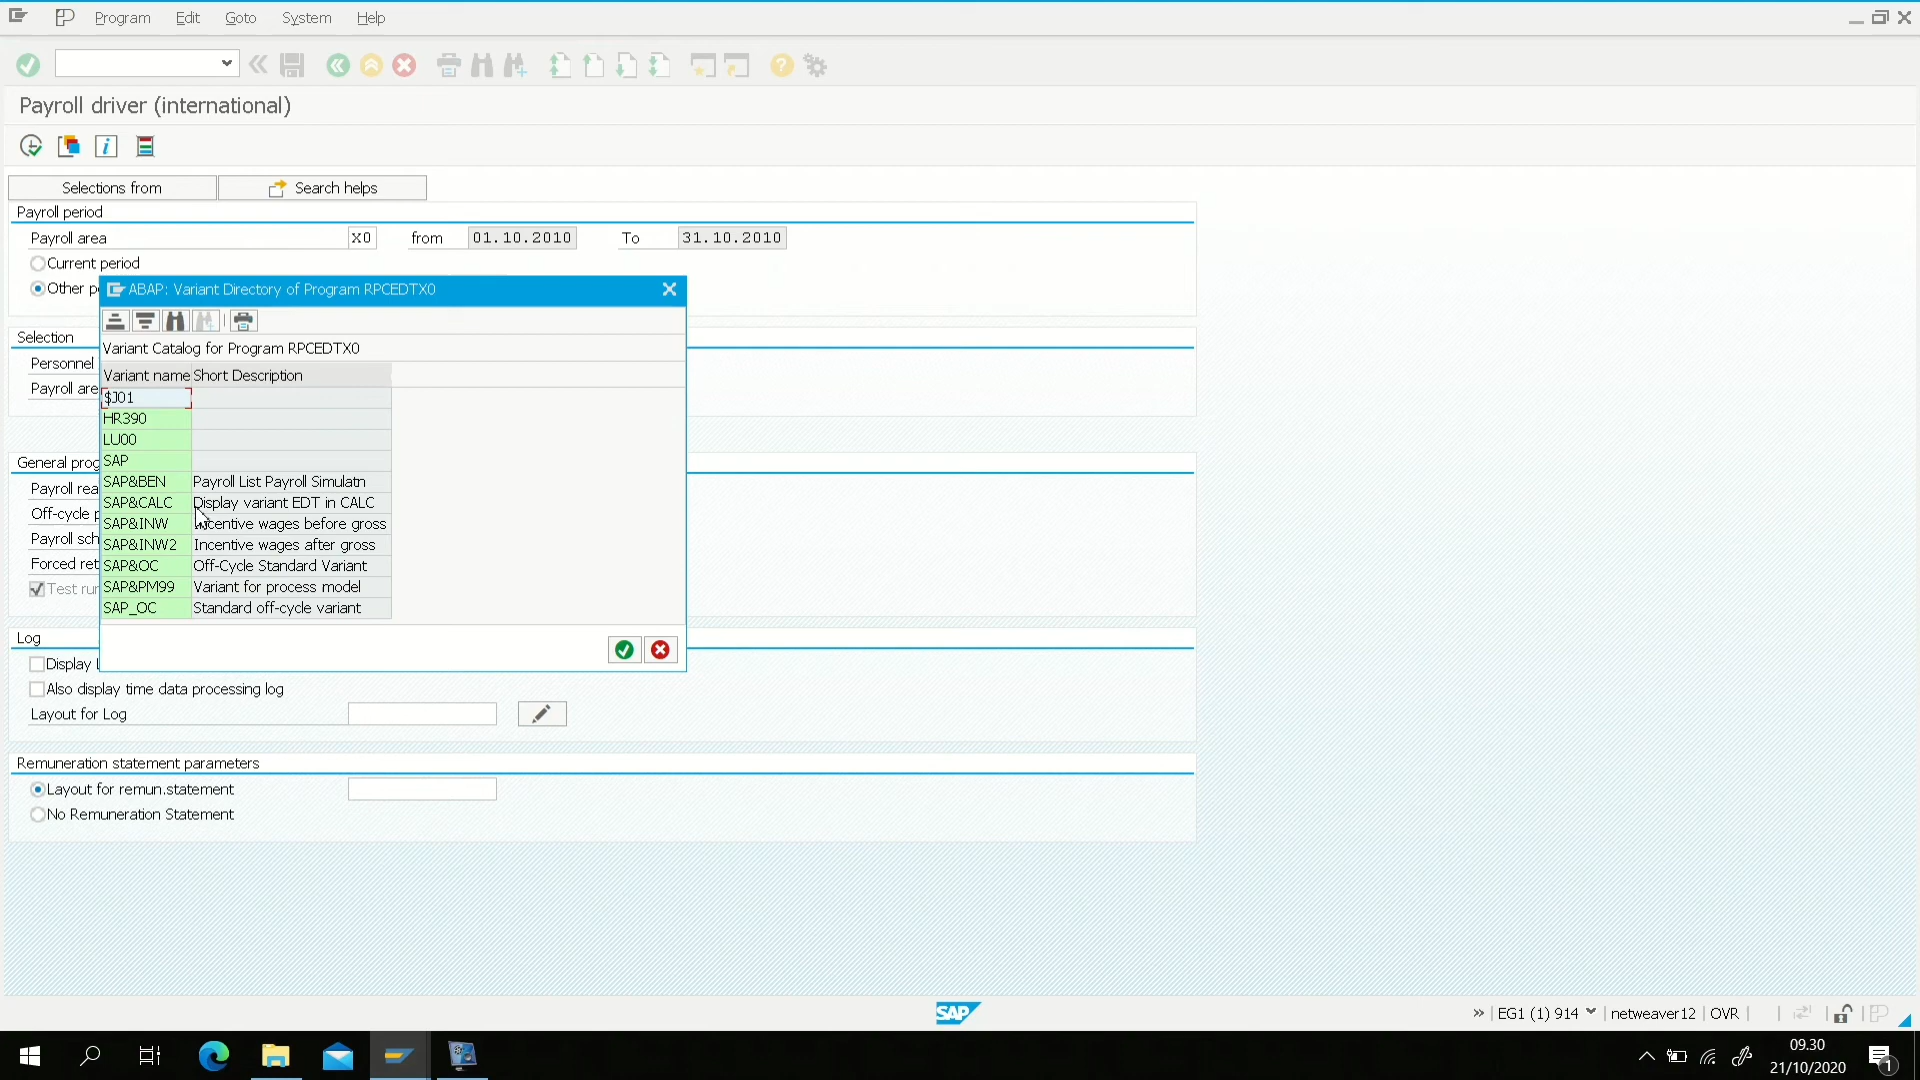 Program Edit Goto System Help
Payroll driver (international)
Selections from Search helps
Payroll period
Payroll area X0 from 01.10.2010 To 31.10.2010
Current period
Other p
ABAP: Variant Directory of Program RPCEDTX0
Selection
Variant Catalog for Program RPCEDTX0
Personnel
Variant name Short Description
Payroll are
$J01
HR390
LU00
General prog
SAP
Payroll rea
SAP&BEN Payroll List Payroll Simulatn
SAP&CALC Display variant EDT in CALC
Off-cycle p
SAP&INW Incentive wages before gross
Payroll sch
SAP&INW2 Incentive wages after gross
Forced ret
SAP&OC Off-Cycle Standard Variant
Test run
SAP&PM99 Variant for process model
SAP_OC Standard off-cycle variant
Log
Display l
Also display time data processing log
Layout for Log
Remuneration statement parameters
Layout for remun.statement
No Remuneration Statement
SAP
EG1 (1) 914 netweaver12 OVR
09.30
21/10/2020
1